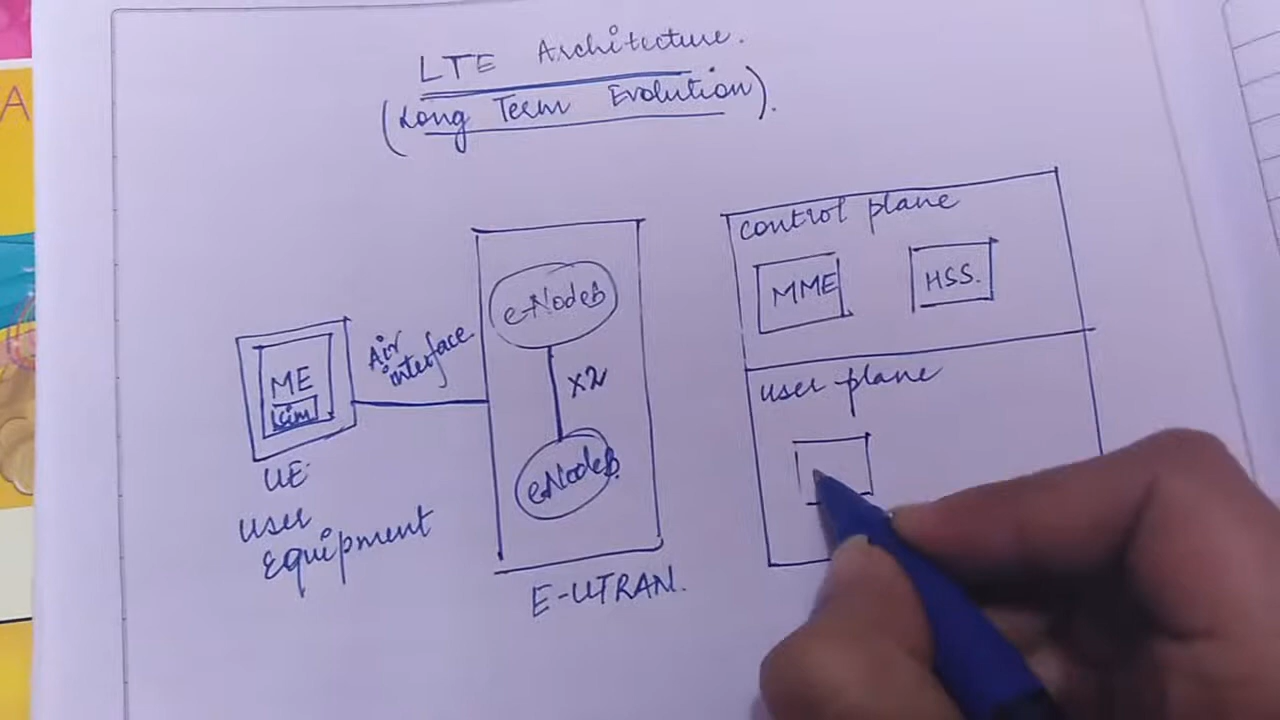 A
LTE Architecture.
(Long Term Evolution).
control plane
MME
HSS.
e-NodeB
Air
interface
X2
ME
sim
user plane
eNodeB.
UE:
user
equipment
E-UTRAN.